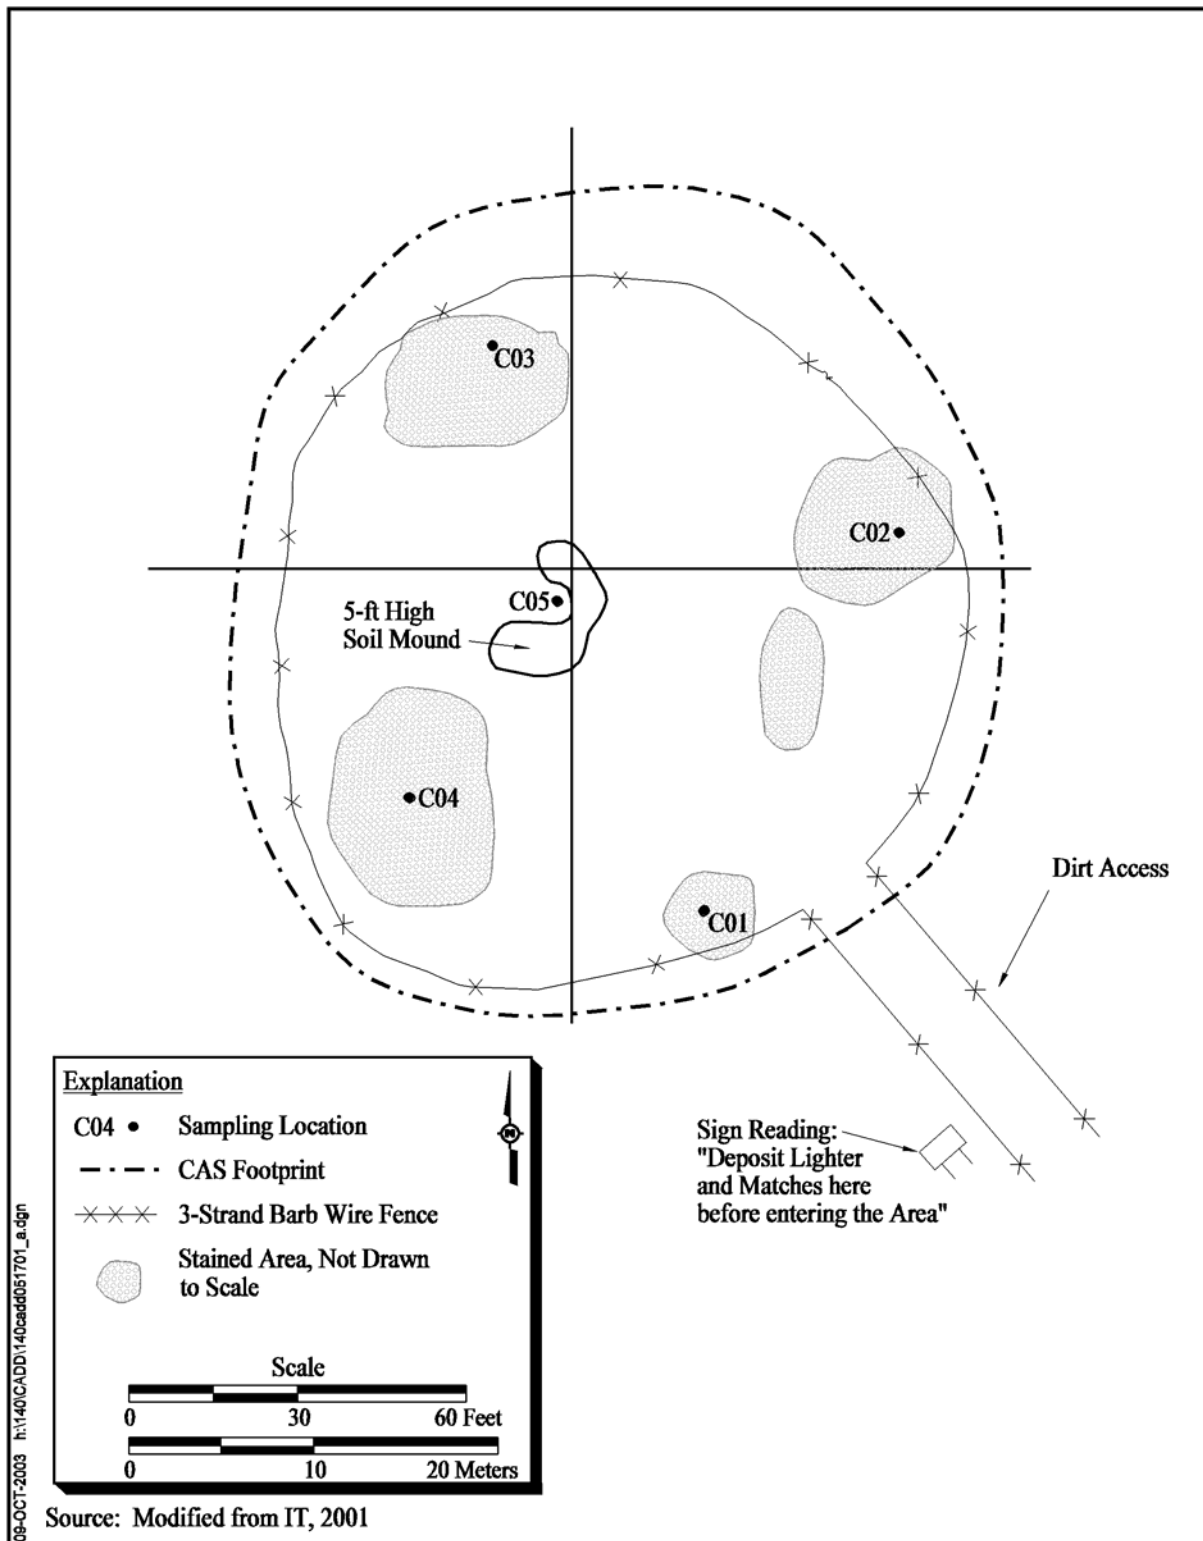 C03
C02
C05
5-ft High
Soil Mound
C04
C01
Dirt Access
Sign Reading:
"Deposit Lighter
and Matches here
before entering the Area"
Explanation
C04 Sampling Location
CAS Footprint
3-Strand Barb Wire Fence
Stained Area, Not Drawn
to Scale
N
Scale
0 30 60 Feet
0 10 20 Meters
Source: Modified from IT, 2001
09-OCT-2003 h:\140\CADD\140cadd051701_a.dgn